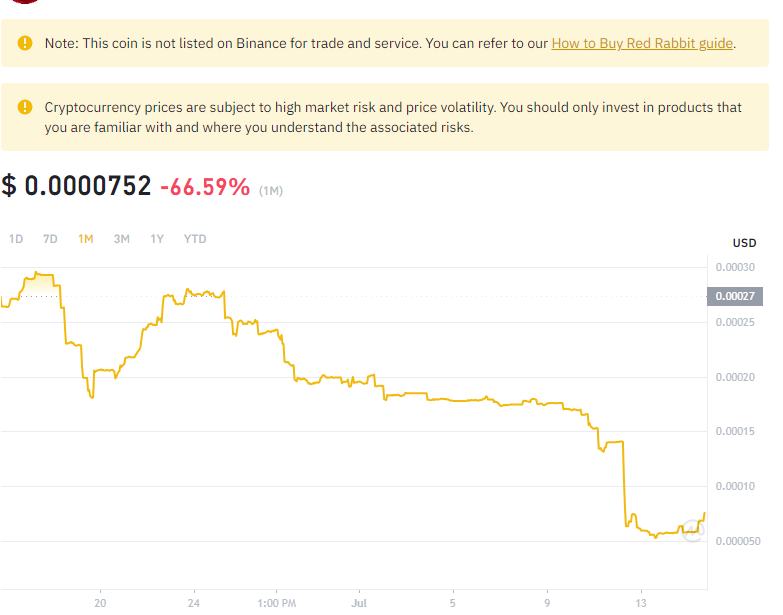 Note: This coin is not listed on Binance for trade and service. You can refer to our How to Buy Red Rabbit guide.
Cryptocurrency prices are subject to high market risk and price volatility. You should only invest in products that
you are familiar with and where you understand the associated risks.
$ 0.0000752 -66.59% (1M)
1D 7D 1M 3M 1Y YTD
USD
0.00030
0.00027
0.00025
0.00020
0.00015
0.00010
0.000050
20 24 1:00 PM Jul 5 9 13